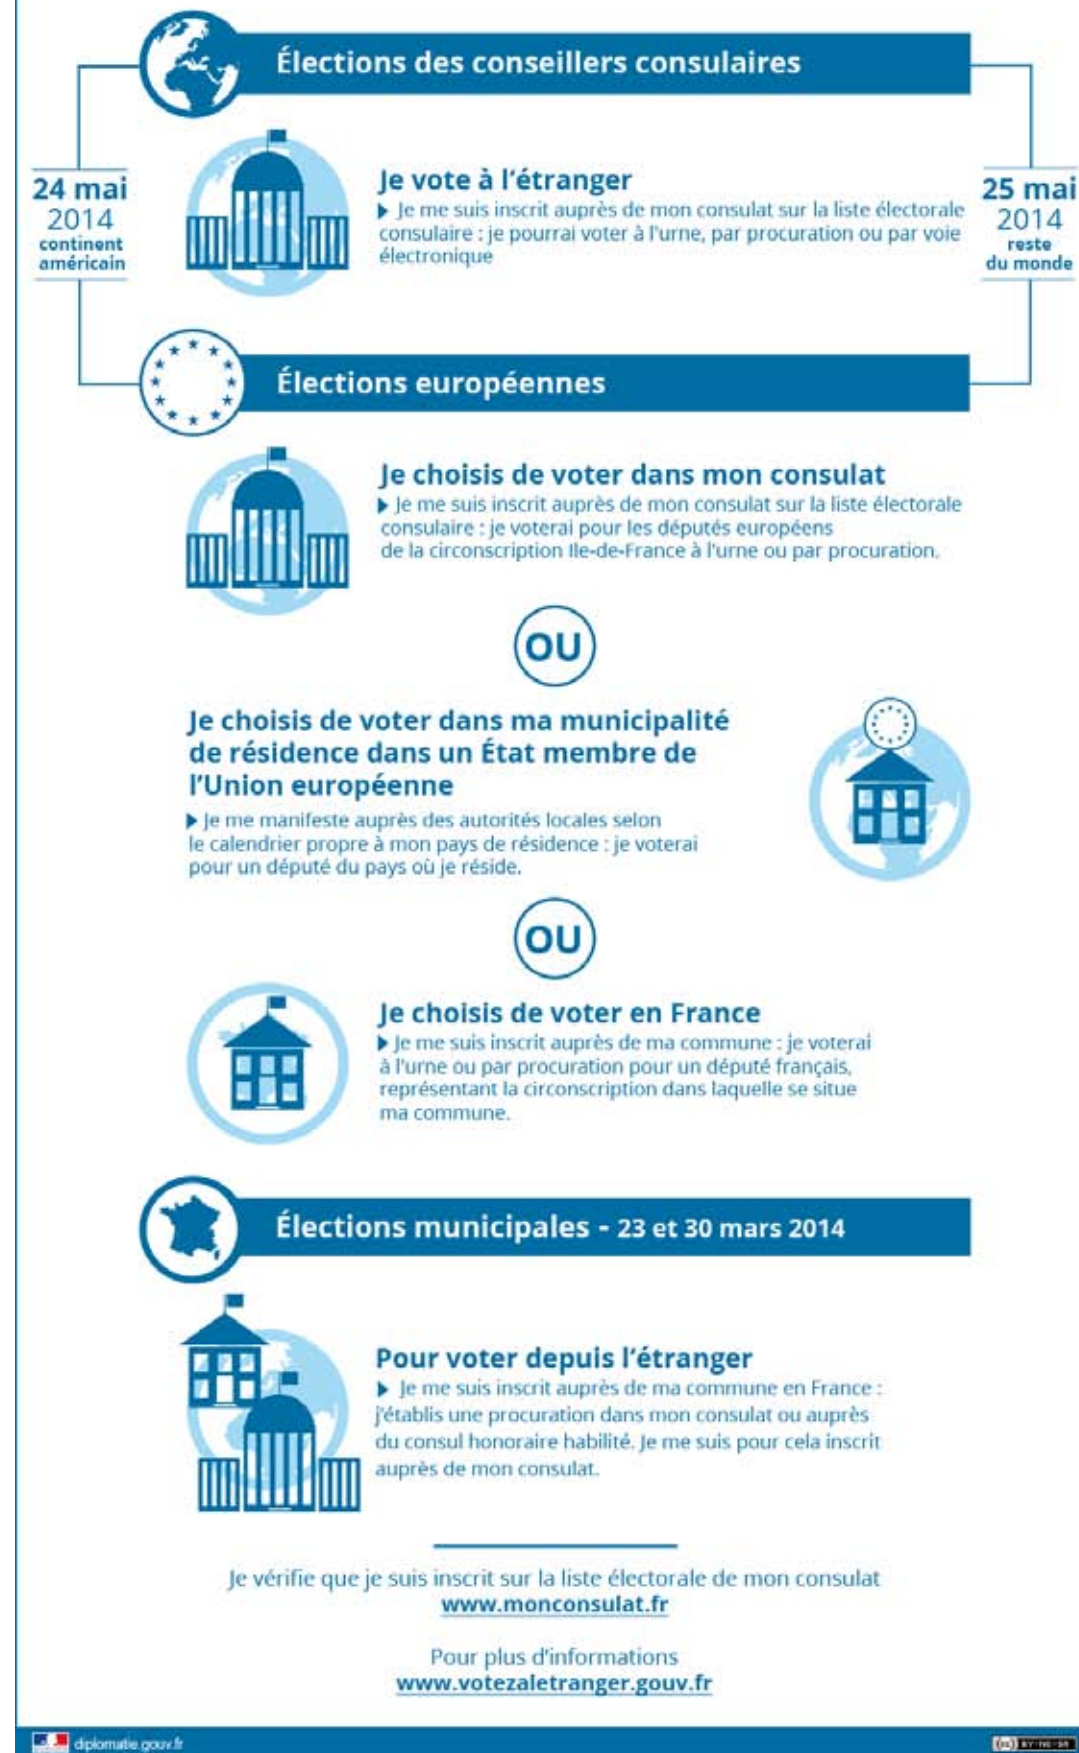 Élections des conseillers consulaires
24 mai
2014
continent
américain
Je vote à l'étranger
▶ Je me suis inscrit auprès de mon consulat sur la liste électorale
consulaire : je pourrai voter à l'urne, par procuration ou par voie
électronique
25 mai
2014
reste
du monde
Élections européennes
Je choisis de voter dans mon consulat
▶ Je me suis inscrit auprès de mon consulat sur la liste électorale
consulaire : je voterai pour les députés européens
de la circonscription Ile-de-France à l'urne ou par procuration.
OU
Je choisis de voter dans ma municipalité
de résidence dans un État membre de
l'Union européenne
▶ Je me manifeste auprès des autorités locales selon
le calendrier propre à mon pays de résidence : je voterai
pour un député du pays où je réside.
OU
Je choisis de voter en France
▶ Je me suis inscrit auprès de ma commune : je voterai
à l'urne ou par procuration pour un député français,
représentant la circonscription dans laquelle se situe
ma commune.
Élections municipales - 23 et 30 mars 2014
Pour voter depuis l'étranger
▶ Je me suis inscrit auprès de ma commune en France :
j'établis une procuration dans mon consulat ou auprès
du consul honoraire habilité. Je me suis pour cela inscrit
auprès de mon consulat.
Je vérifie que je suis inscrit sur la liste électorale de mon consulat
www.monconsulat.fr
Pour plus d'informations
www.votezaletranger.gouv.fr
diplomatie.gouv.fr
(cc) BY-NC-SA